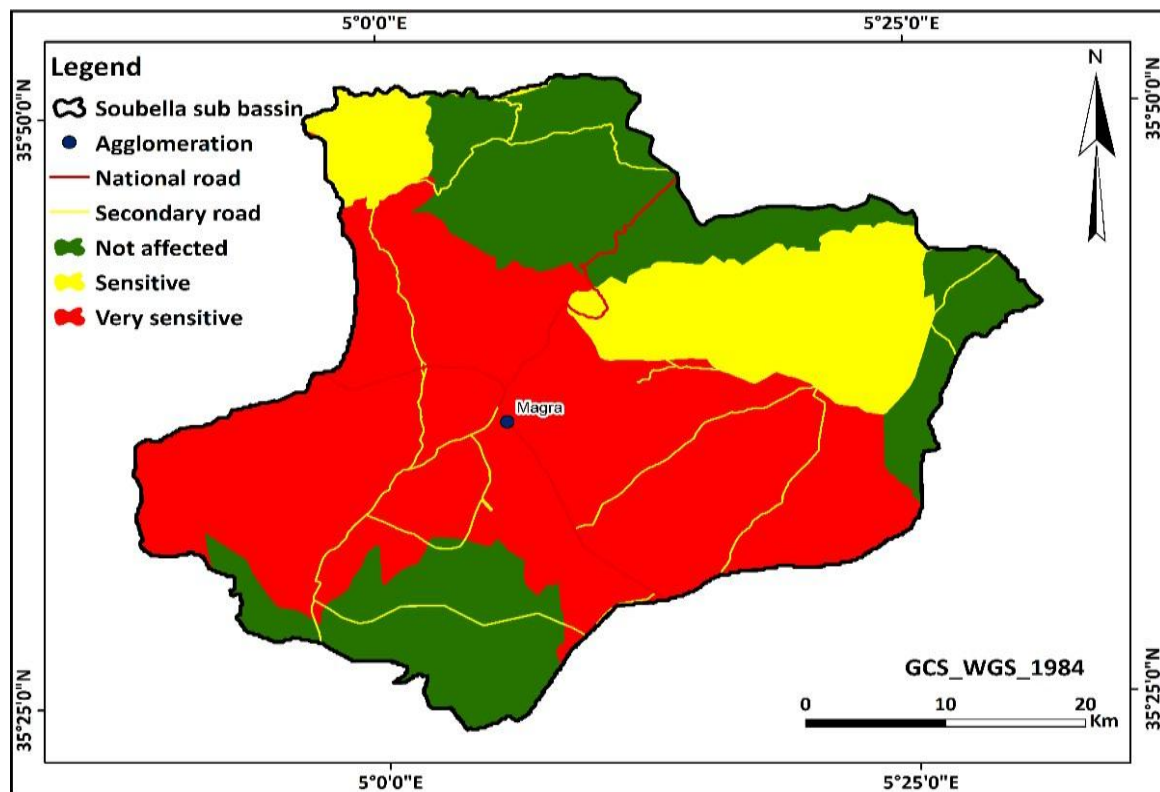 5°0'0"E
5°25'0"E
35°50'0"N
35°50'0"N
Legend
Soubella sub bassin
Agglomeration
National road
Secondary road
Not affected
Sensitive
Very sensitive
N
Magra
GCS_WGS_1984
0 10 20
Km
35°25'0"N
35°25'0"N
5°0'0"E
5°25'0"E